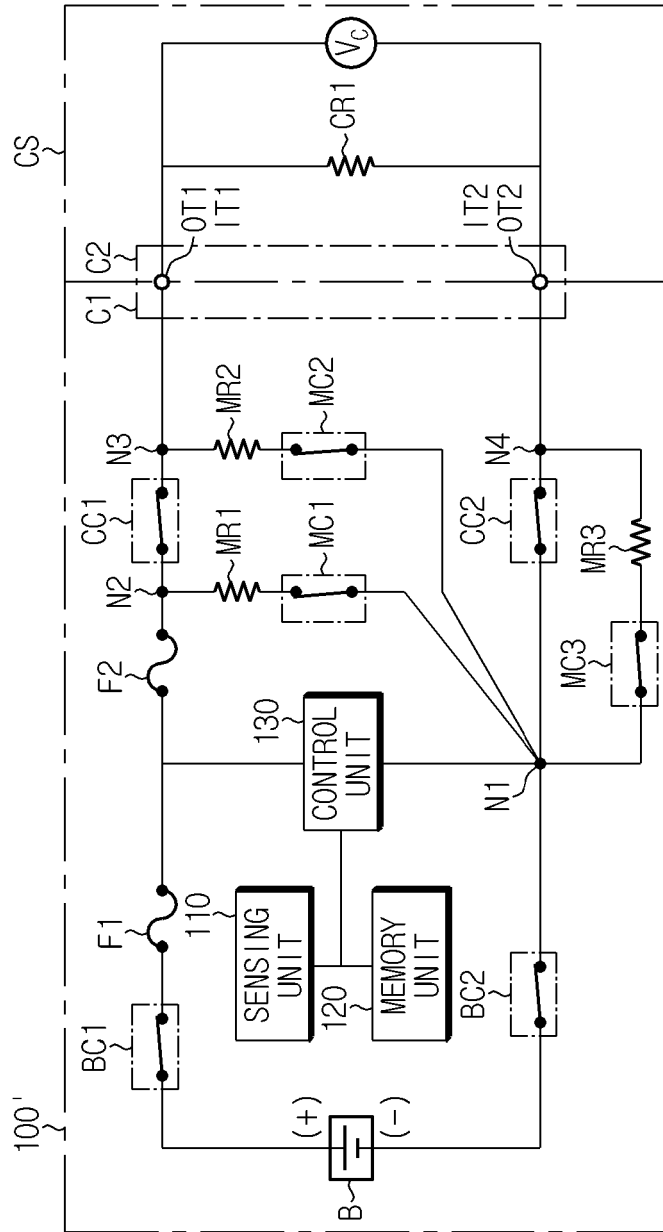 100'
CS
BC1
F1
F2
N2
CC1
N3
C1
C2
OT1
IT1
(+)
B
(-)
110
SENSING
UNIT
120
MEMORY
UNIT
130
CONTROL
UNIT
MR1
MC1
MR2
MC2
CR1
Vc
BC2
N1
CC2
N4
IT2
OT2
MC3
MR3